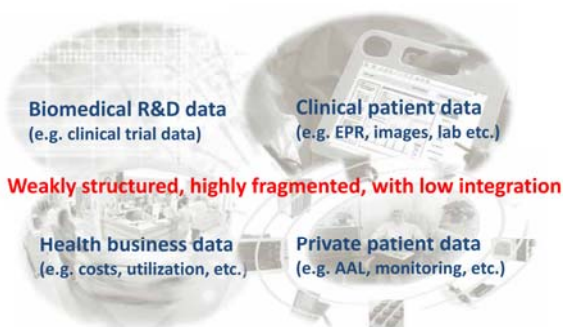 Biomedical R&D data
(e.g. clinical trial data)
Clinical patient data
(e.g. EPR, images, lab etc.)
Weakly structured, highly fragmented, with low integration
Health business data
(e.g. costs, utilization, etc.)
Private patient data
(e.g. AAL, monitoring, etc.)